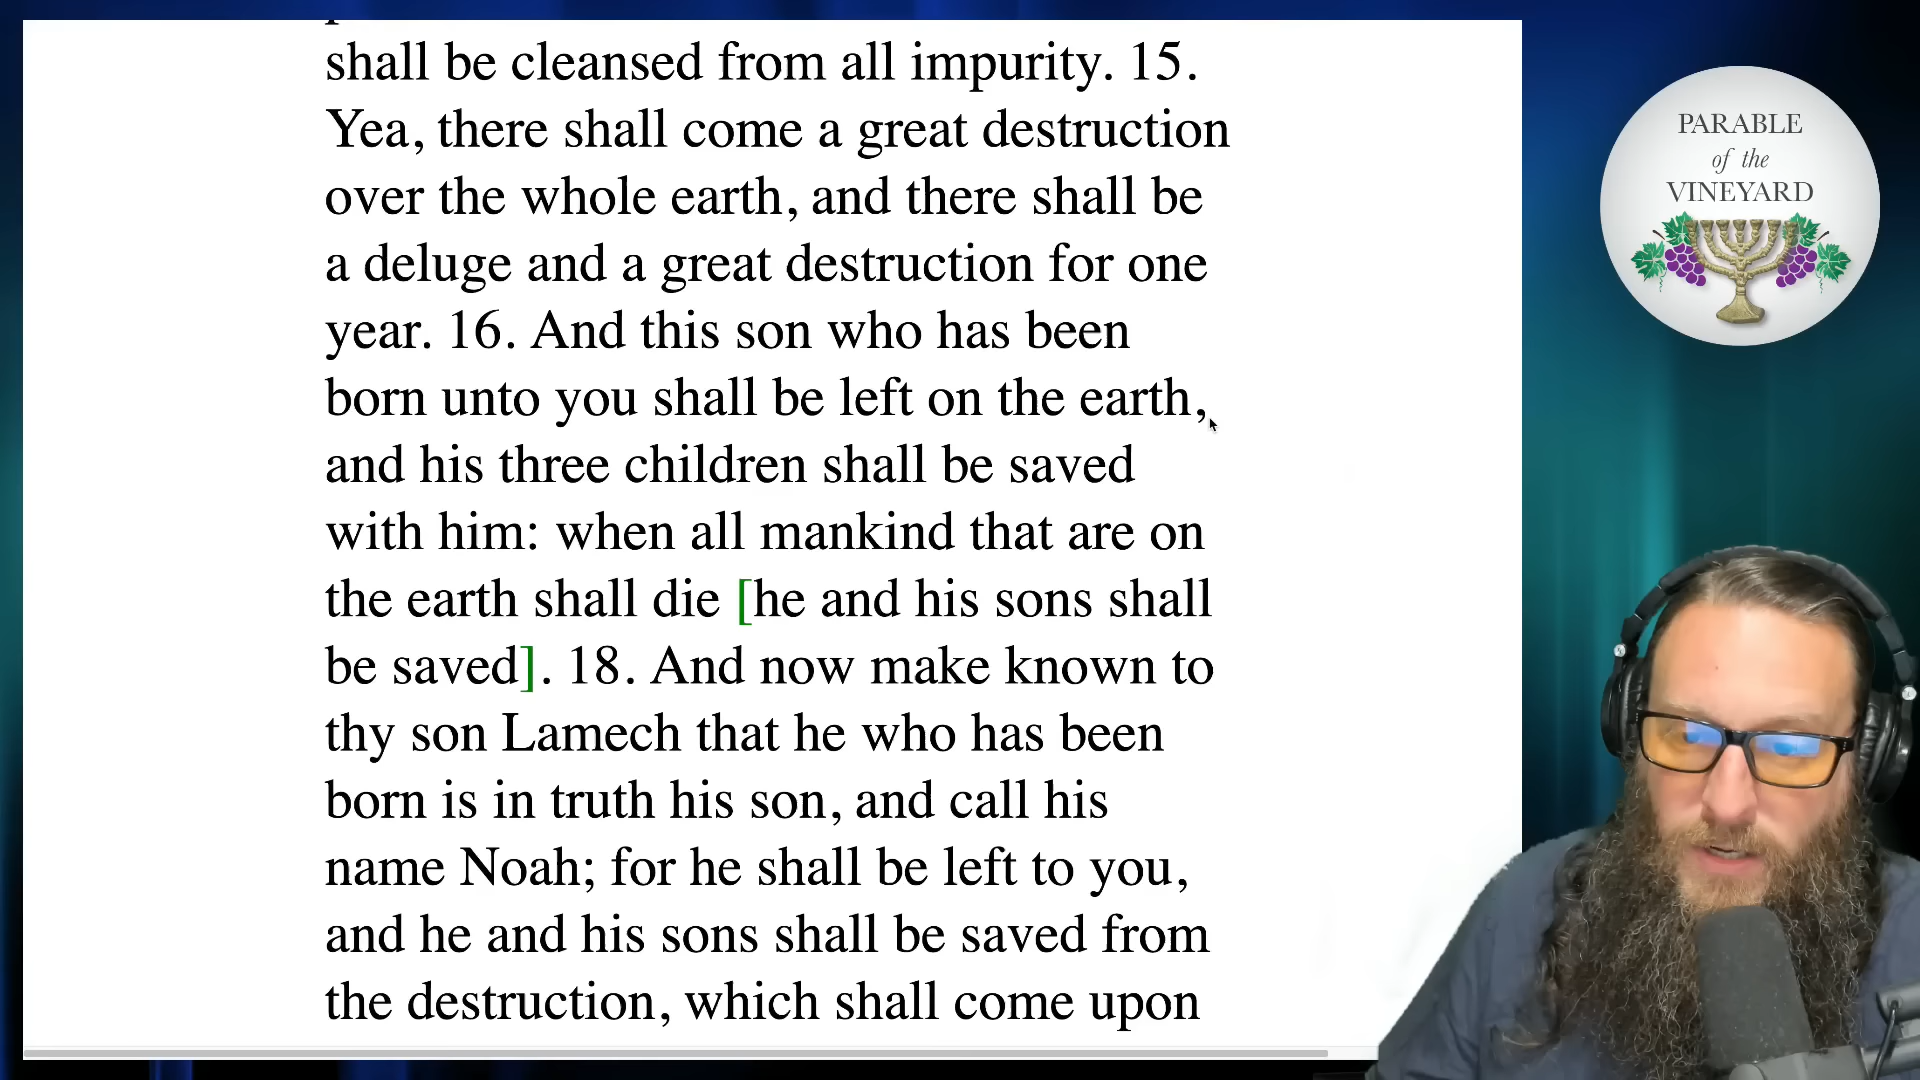 shall be cleansed from all impurity. 15.
Yea, there shall come a great destruction
over the whole earth, and there shall be
a deluge and a great destruction for one
year. 16. And this son who has been
born unto you shall be left on the earth,
and his three children shall be saved
with him: when all mankind that are on
the earth shall die [he and his sons shall
be saved]. 18. And now make known to
thy son Lamech that he who has been
born is in truth his son, and call his
name Noah; for he shall be left to you,
and he and his sons shall be saved from
the destruction, which shall come upon
PARABLE
of the
VINEYARD